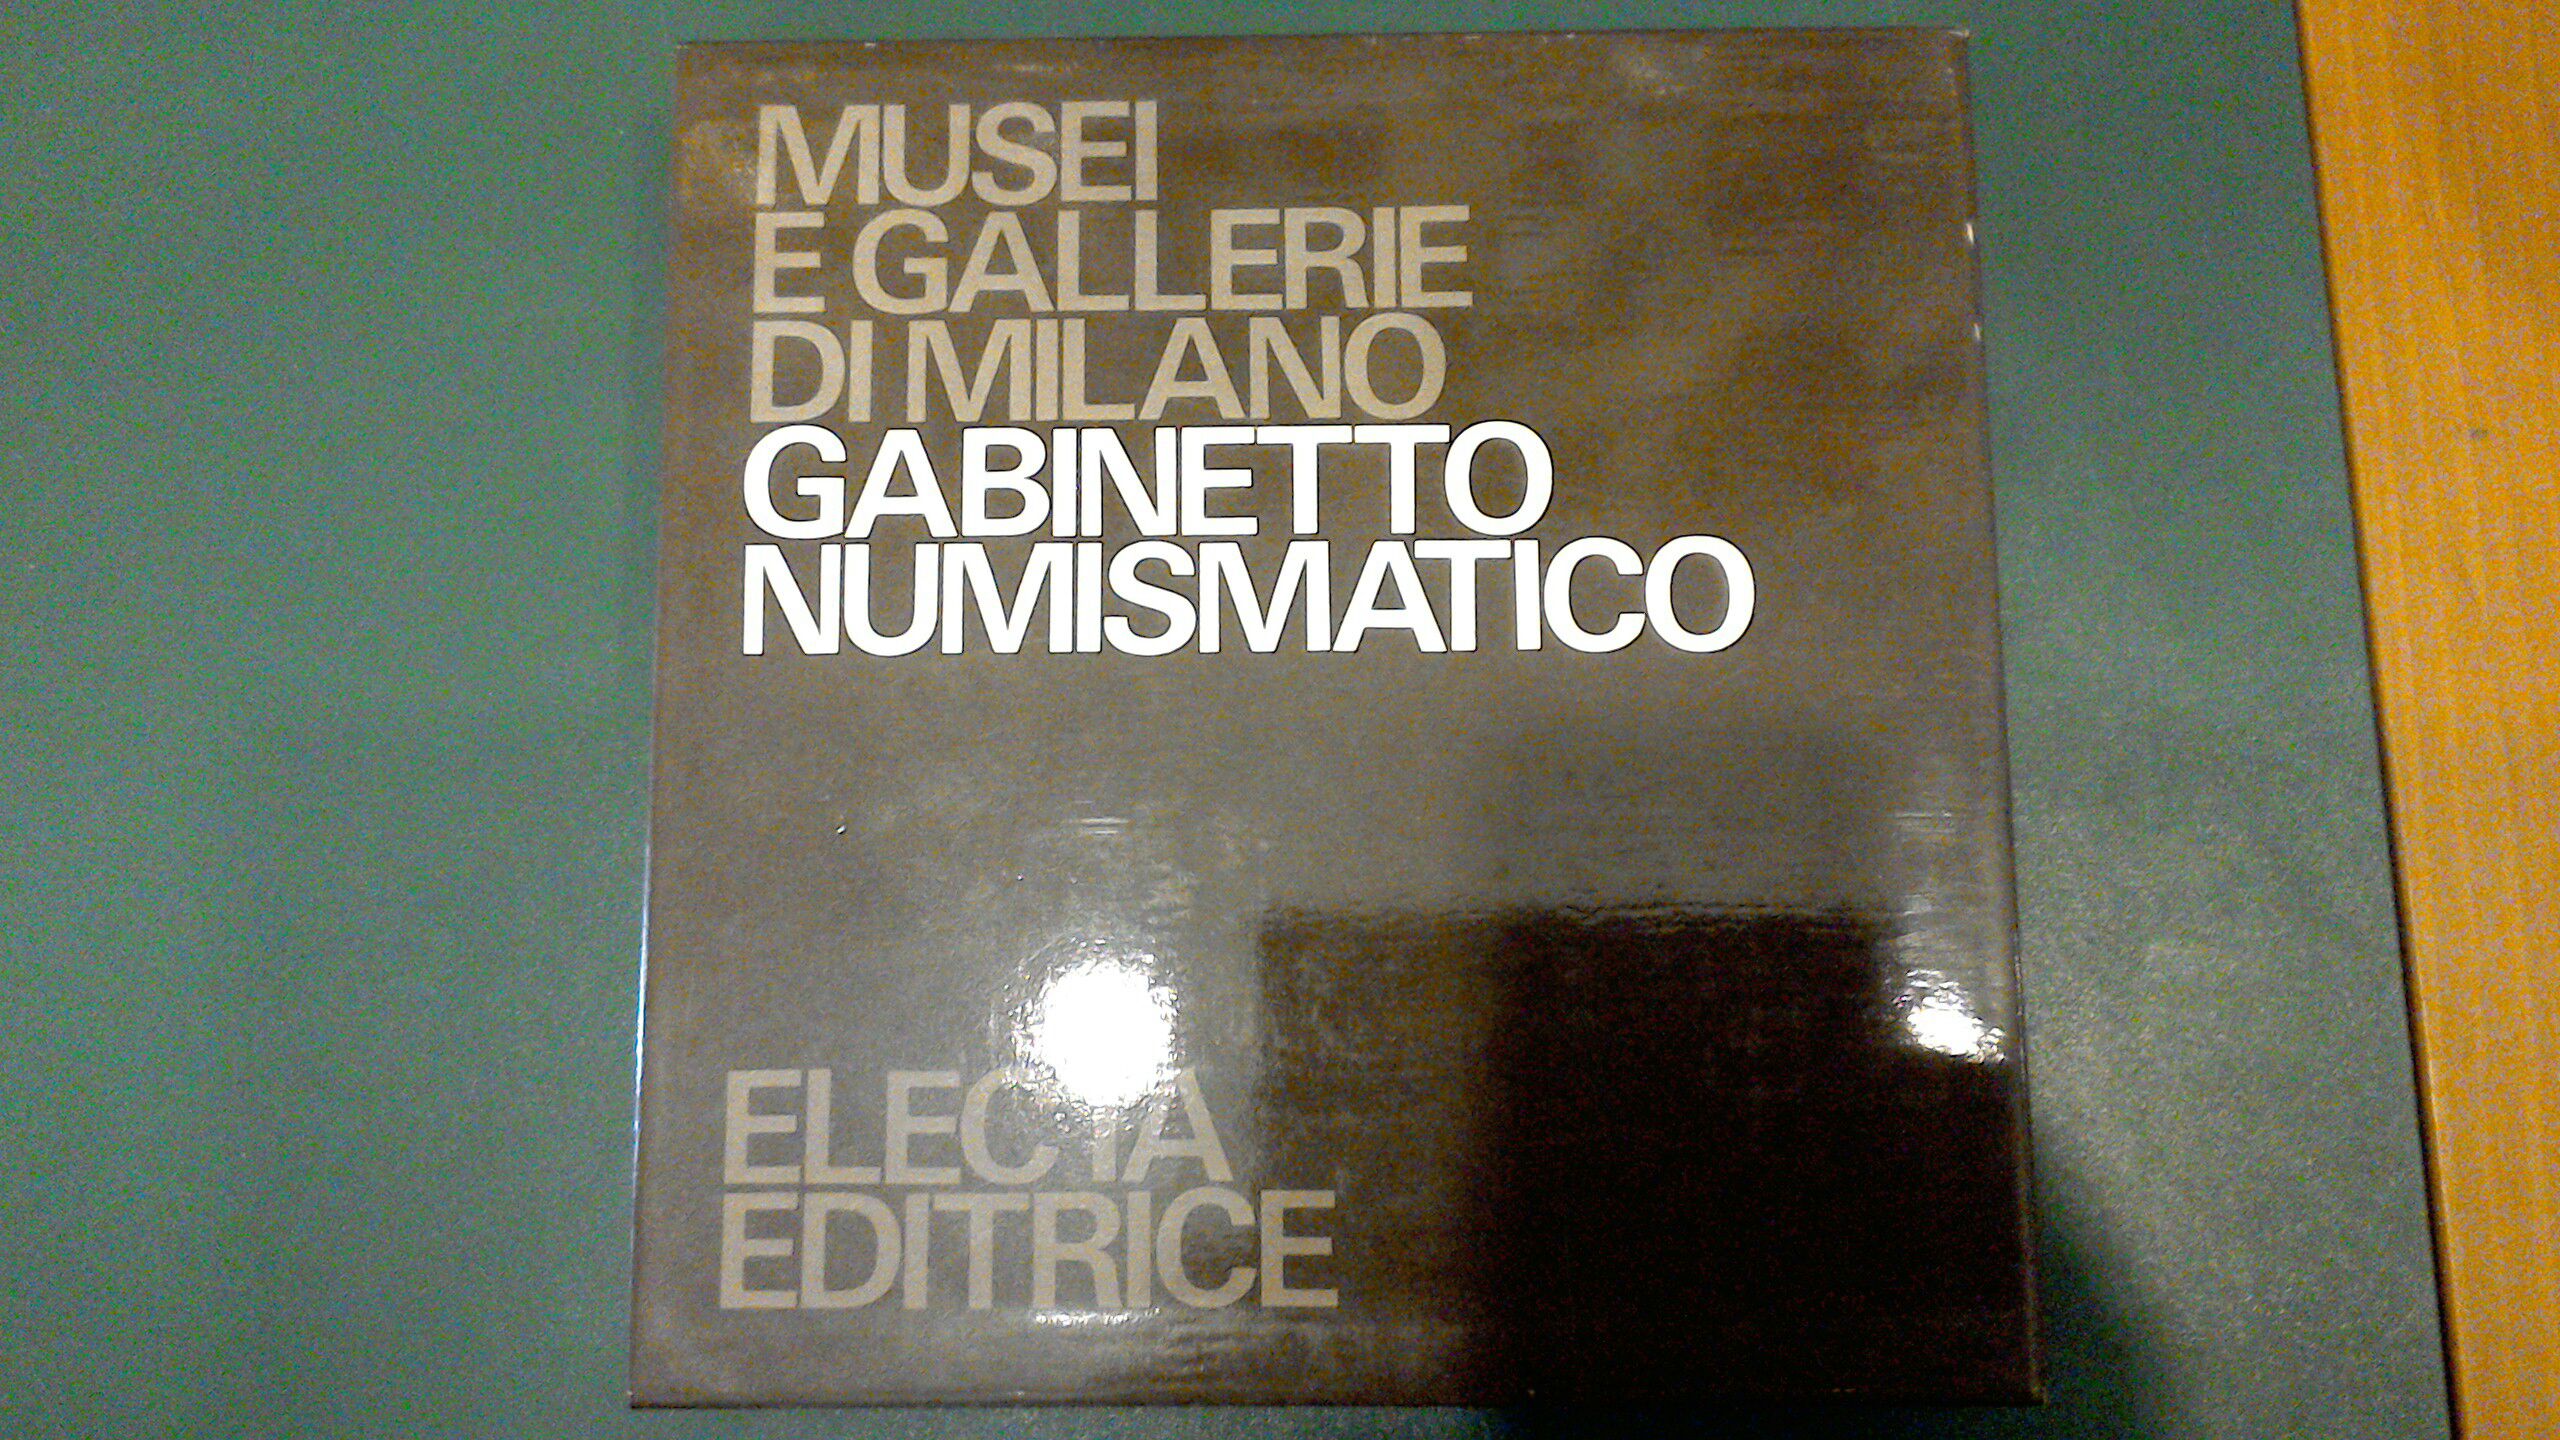 MUSEI
E GALLERIE
DI MILANO
GABINETTO
NUMISMATICO
ELECTA
EDITRICE